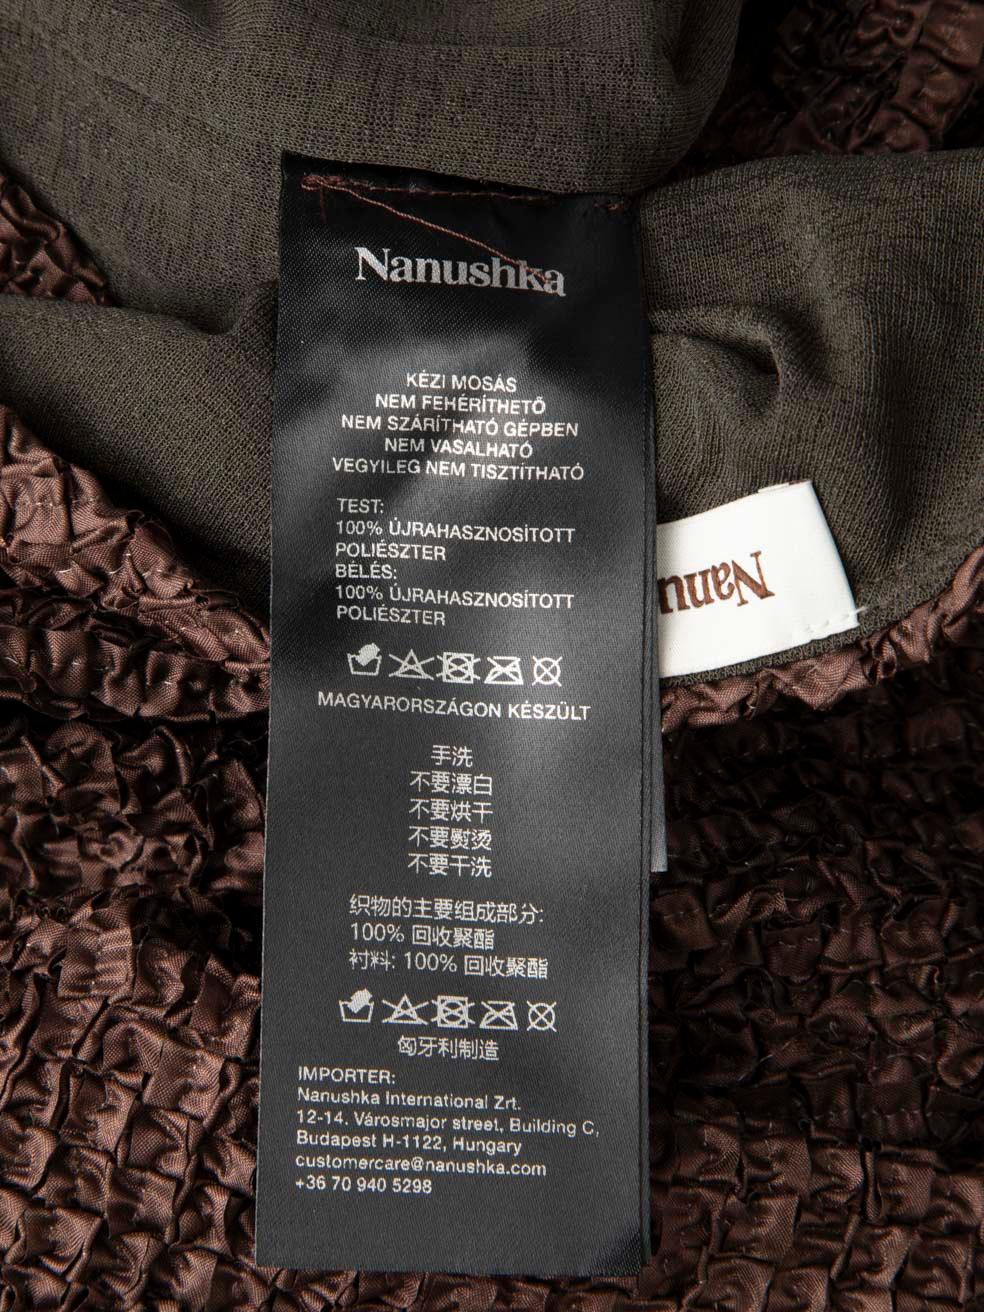 Nanushka
KÉZI MOSÁS
NEM FEHÉRÍTHETŐ
NEM SZÁRÍTHATÓ GÉPBEN
NEM VASALHATÓ
VEGYILEG NEM TISZTÍTHATÓ
TEST:
100% ÚJRAHASZNOSÍTOTT
POLIÉSZTER
BÉLÉS:
100% ÚJRAHASZNOSÍTOTT
POLIÉSZTER
MAGYARORSZÁGON KÉSZÜLT
手洗
不要漂白
不要烘干
不要熨烫
不要干洗
织物的主要组成部分:
100% 回收聚酯
衬料: 100% 回收聚酯
匈牙利制造
IMPORTER:
Nanushka International Zrt.
12-14. Városmajor street, Building C,
Budapest H-1122, Hungary
customercare@nanushka.com
+36 70 940 5298
Nanu